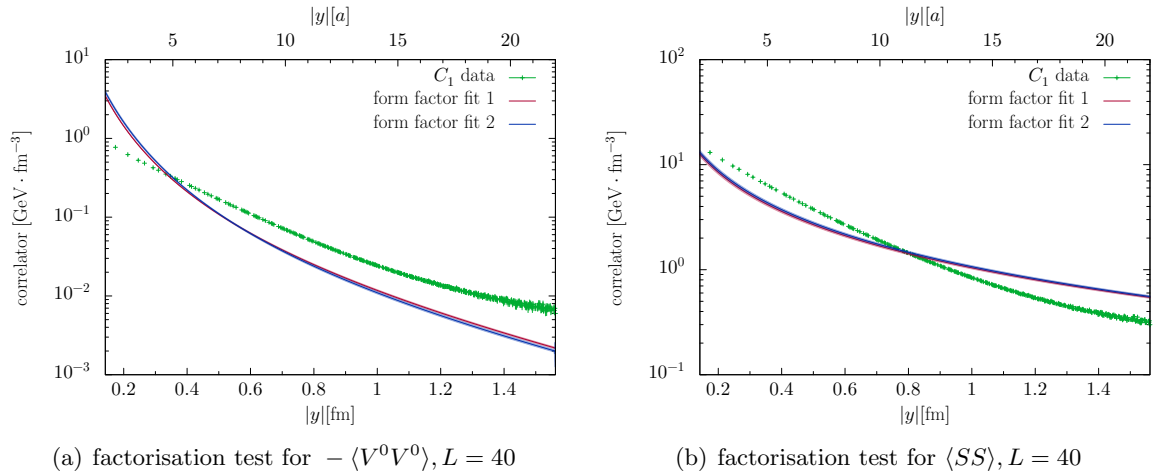 |y|[a]
5 10 15 20
10^1
10^0
10^−1
10^−2
10^−3
correlator [GeV · fm^−3]
C_1 data
form factor fit 1
form factor fit 2
0.2 0.4 0.6 0.8 1 1.2 1.4
|y|[fm]
(a) factorisation test for − ⟨V^0V^0⟩, L = 40
|y|[a]
5 10 15 20
10^2
10^1
10^0
10^−1
correlator [GeV · fm^−3]
C_1 data
form factor fit 1
form factor fit 2
0.2 0.4 0.6 0.8 1 1.2 1.4
|y|[fm]
(b) factorisation test for ⟨SS⟩, L = 40